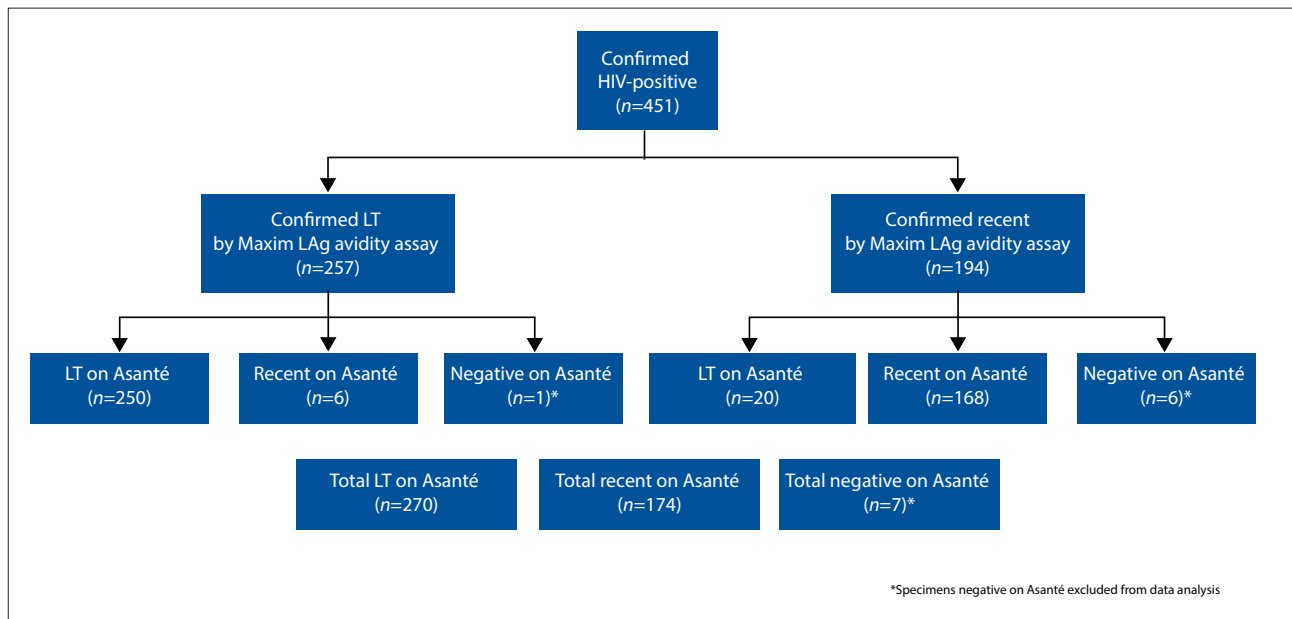 Confirmed
HIV-positive
(n=451)
Confirmed LT
by Maxim LAg avidity assay
(n=257)
Confirmed recent
by Maxim LAg avidity assay
(n=194)
LT on Asanté
(n=250)
Recent on Asanté
(n=6)
Negative on Asanté
(n=1)*
LT on Asanté
(n=20)
Recent on Asanté
(n=168)
Negative on Asanté
(n=6)*
Total LT on Asanté
(n=270)
Total recent on Asanté
(n=174)
Total negative on Asanté
(n=7)*
*Specimens negative on Asanté excluded from data analysis